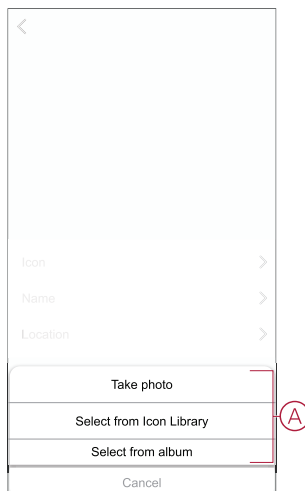 Icon
Name
Location
Take photo
Select from Icon Library
A
Select from album
Cancel